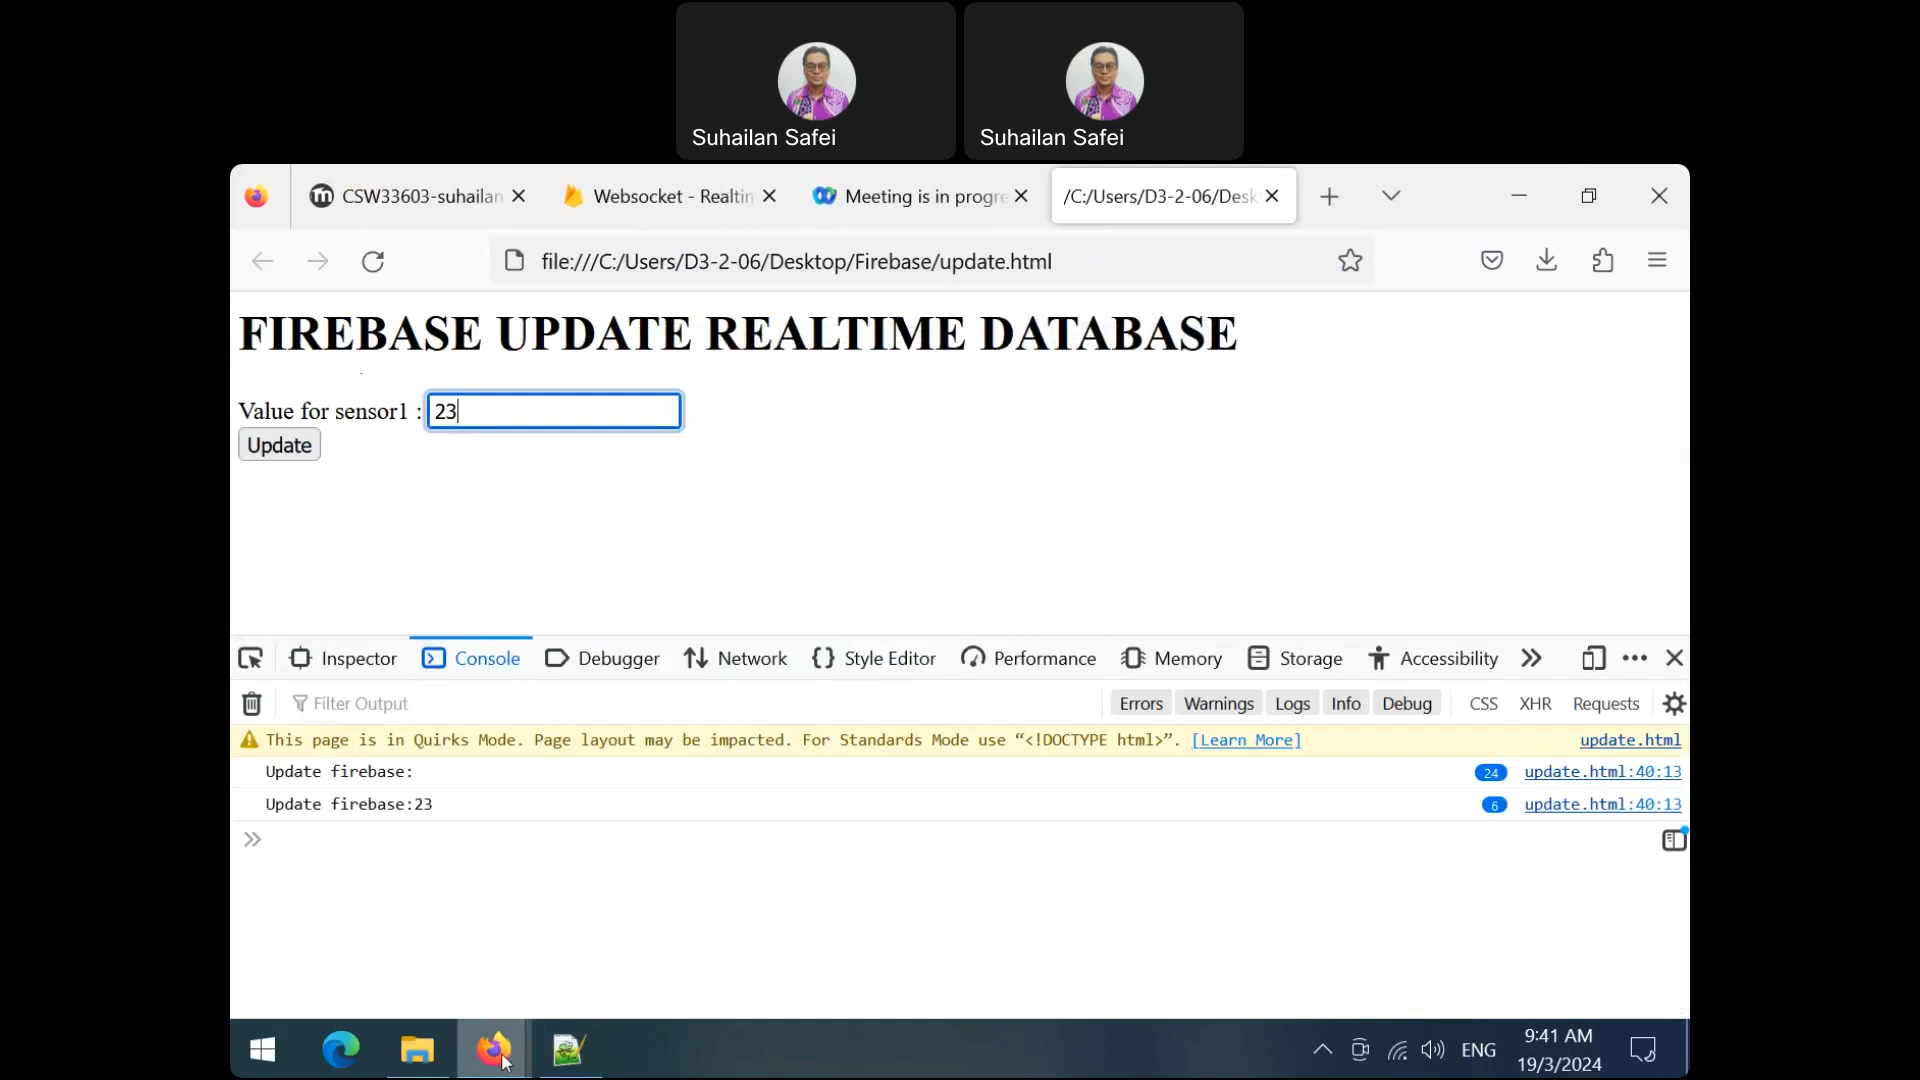 Suhailan Safei
Suhailan Safei
CSW33603-suhailan
Websocket - Realtin
Meeting is in progre
/C:/Users/D3-2-06/Desk
file:///C:/Users/D3-2-06/Desktop/Firebase/update.html
FIREBASE UPDATE REALTIME DATABASE
Value for sensor1 : 23
Update
Inspector Console Debugger Network Style Editor Performance Memory Storage Accessibility
Filter Output Errors Warnings Logs Info Debug CSS XHR Requests
This page is in Quirks Mode. Page layout may be impacted. For Standards Mode use “<!DOCTYPE html>”. [Learn More] update.html
Update firebase: 24 update.html:40:13
Update firebase:23 6 update.html:40:13
ENG
9:41 AM
19/3/2024